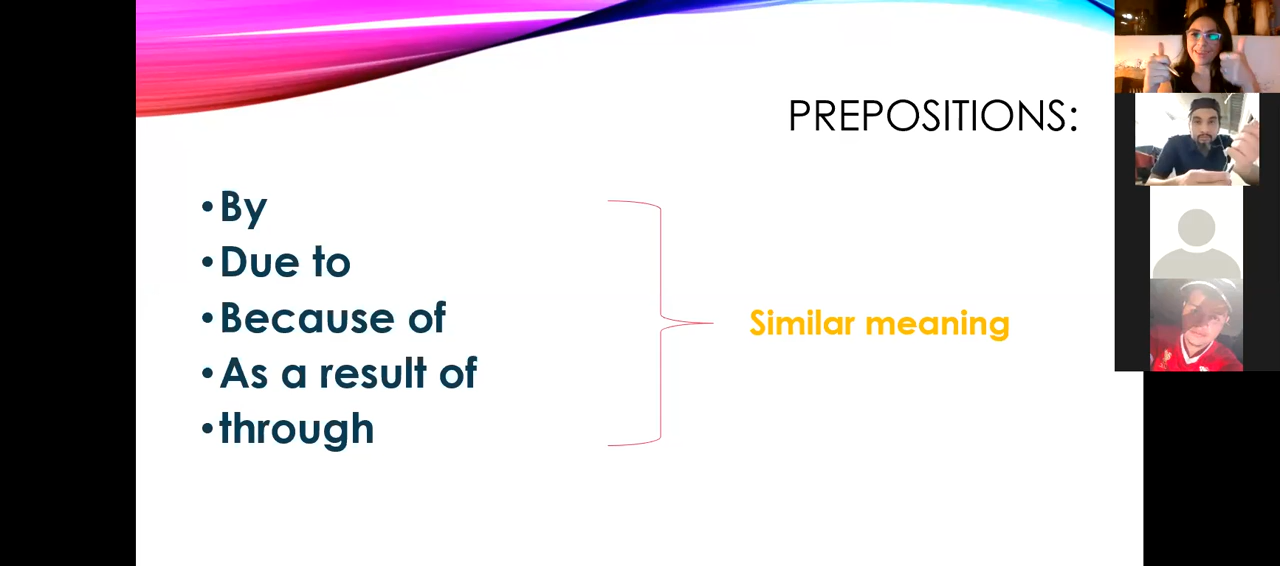 PREPOSITIONS:
•By
•Due to
•Because of
•As a result of
•through
Similar meaning